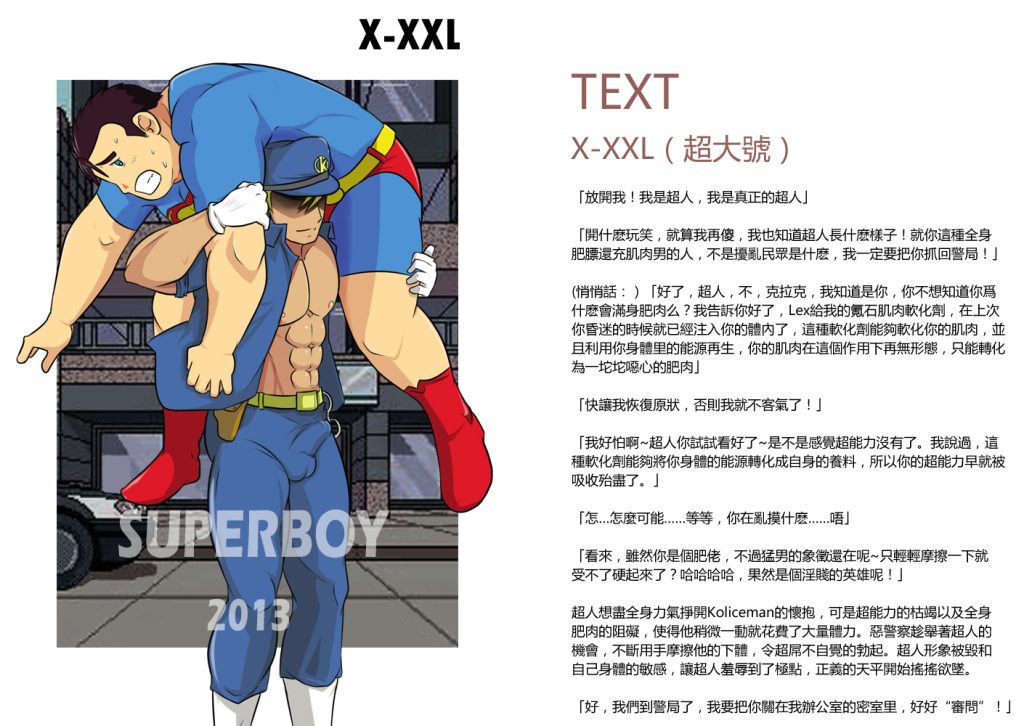 X-XXL
SUPERBOY
2013
TEXT
X-XXL（超大號）
「放開我！我是超人，我是真正的超人」
「開什麼玩笑，就算我再傻，我也知道超人長什麼樣子！就你這種全身
肥腰還充肌肉男的人，不是擾亂民眾是什麼，我一定要把你抓回警局！」
(悄悄話：）「好了，超人，不，克拉克，我知道是你，你不想知道你爲
什麼會滿身肥肉么？我告訴你好了，Lex給我的氪石肌肉軟化劑，在上次
你昏迷的時候就已經注入你的體內了，這種軟化劑能夠軟化你的肌肉，並
且利用你身體里的能源再生，你的肌肉在這個作用下再無形態，只能轉化
為一坨坨噁心的肥肉」
「快讓我恢復原狀，否則我就不客氣了！」
「我好怕啊~超人你試試看好了~是不是感覺超能力沒有了。我說過，這
種軟化劑能夠將你身體的能源轉化成自身的養料，所以你的超能力早就被
吸收殆盡了。」
「怎...怎麼可能......等等，你在亂摸什麼......唔」
「看來，雖然你是個肥佬，不過猛男的象徵還在呢~只輕輕摩擦一下就
受不了硬起來了？哈哈哈哈，果然是個淫賤的英雄呢！」
超人想盡全身力氣掙開Koliceman的懷抱，可是超能力的枯竭以及全身
肥肉的阻礙，使得他稍微一動就花費了大量體力。惡警察趁舉著超人的
機會，不斷用手摩擦他的下體，令超屌不自覺的勃起。超人形象被毀和
自己身體的敏感，讓超人羞辱到了極點，正義的天平開始搖搖欲墜。
「好，我們到警局了，我要把你關在我辦公室的密室里，好好“審問”！」